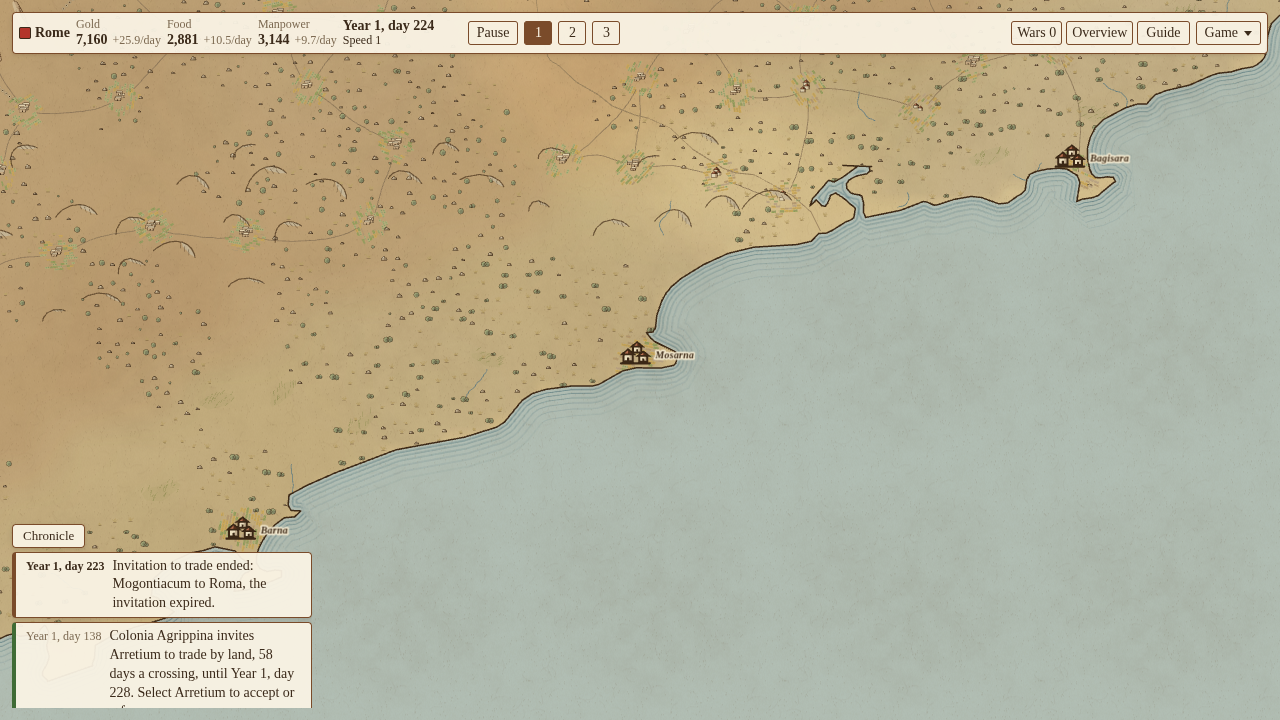 Rome
Gold
7,160 +25.9/day
Food
2,881 +10.5/day
Manpower
3,144 +9.7/day
Year 1, day 224
Speed 1
Pause
1
2
3
Wars 0
Overview
Guide
Game
Bagisara
Mosarna
Barna
Chronicle
Year 1, day 223
Invitation to trade ended:
Mogontiacum to Roma, the
invitation expired.
Year 1, day 138
Colonia Agrippina invites
Arretium to trade by land, 58
days a crossing, until Year 1, day
228. Select Arretium to accept or